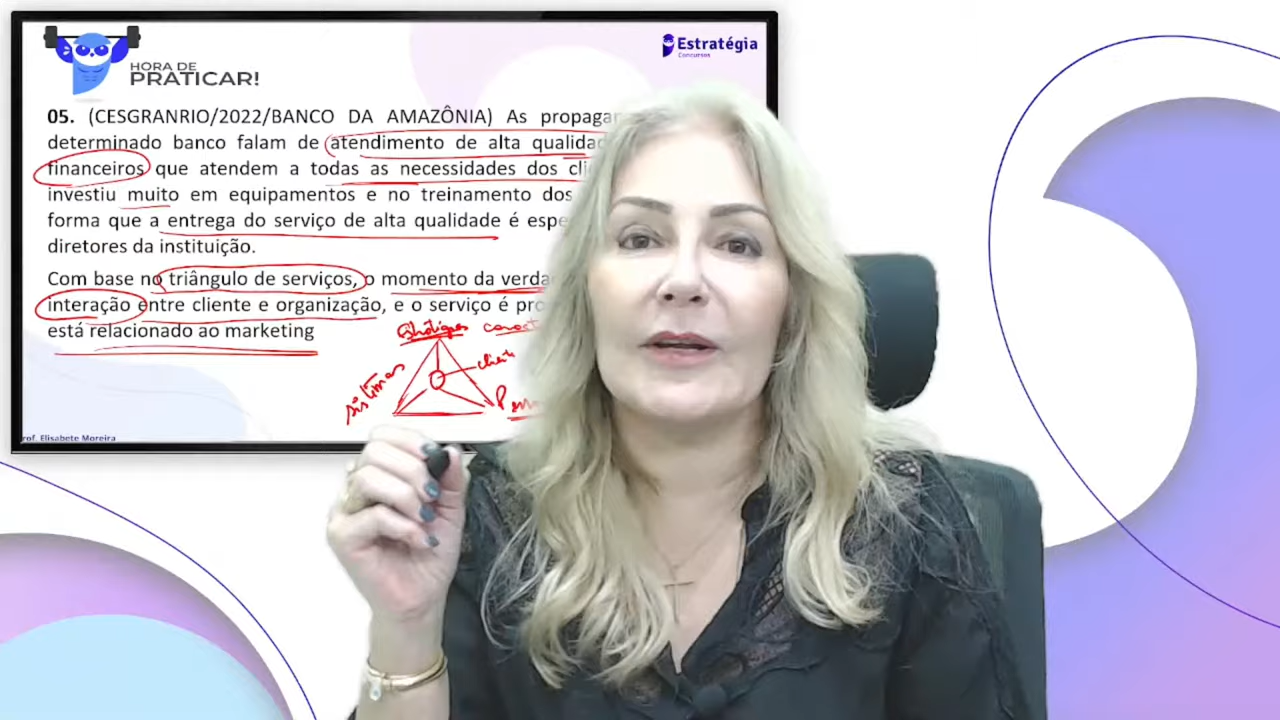 HORA DE
PRATICAR!
Estratégia
Concursos
05. (CESGRANRIO/2022/BANCO DA AMAZÔNIA) As propagar
determinado banco falam de atendimento de alta qualidad
financeiros que atendem a todas as necessidades dos cli
investiu muito em equipamentos e no treinamento dos
forma que a entrega do serviço de alta qualidade é espe
diretores da instituição.
Com base no triângulo de serviços, o momento da verda
interação entre cliente e organização, e o serviço é pro
está relacionado ao marketing
sistemas
rof. Elisabete Moreira